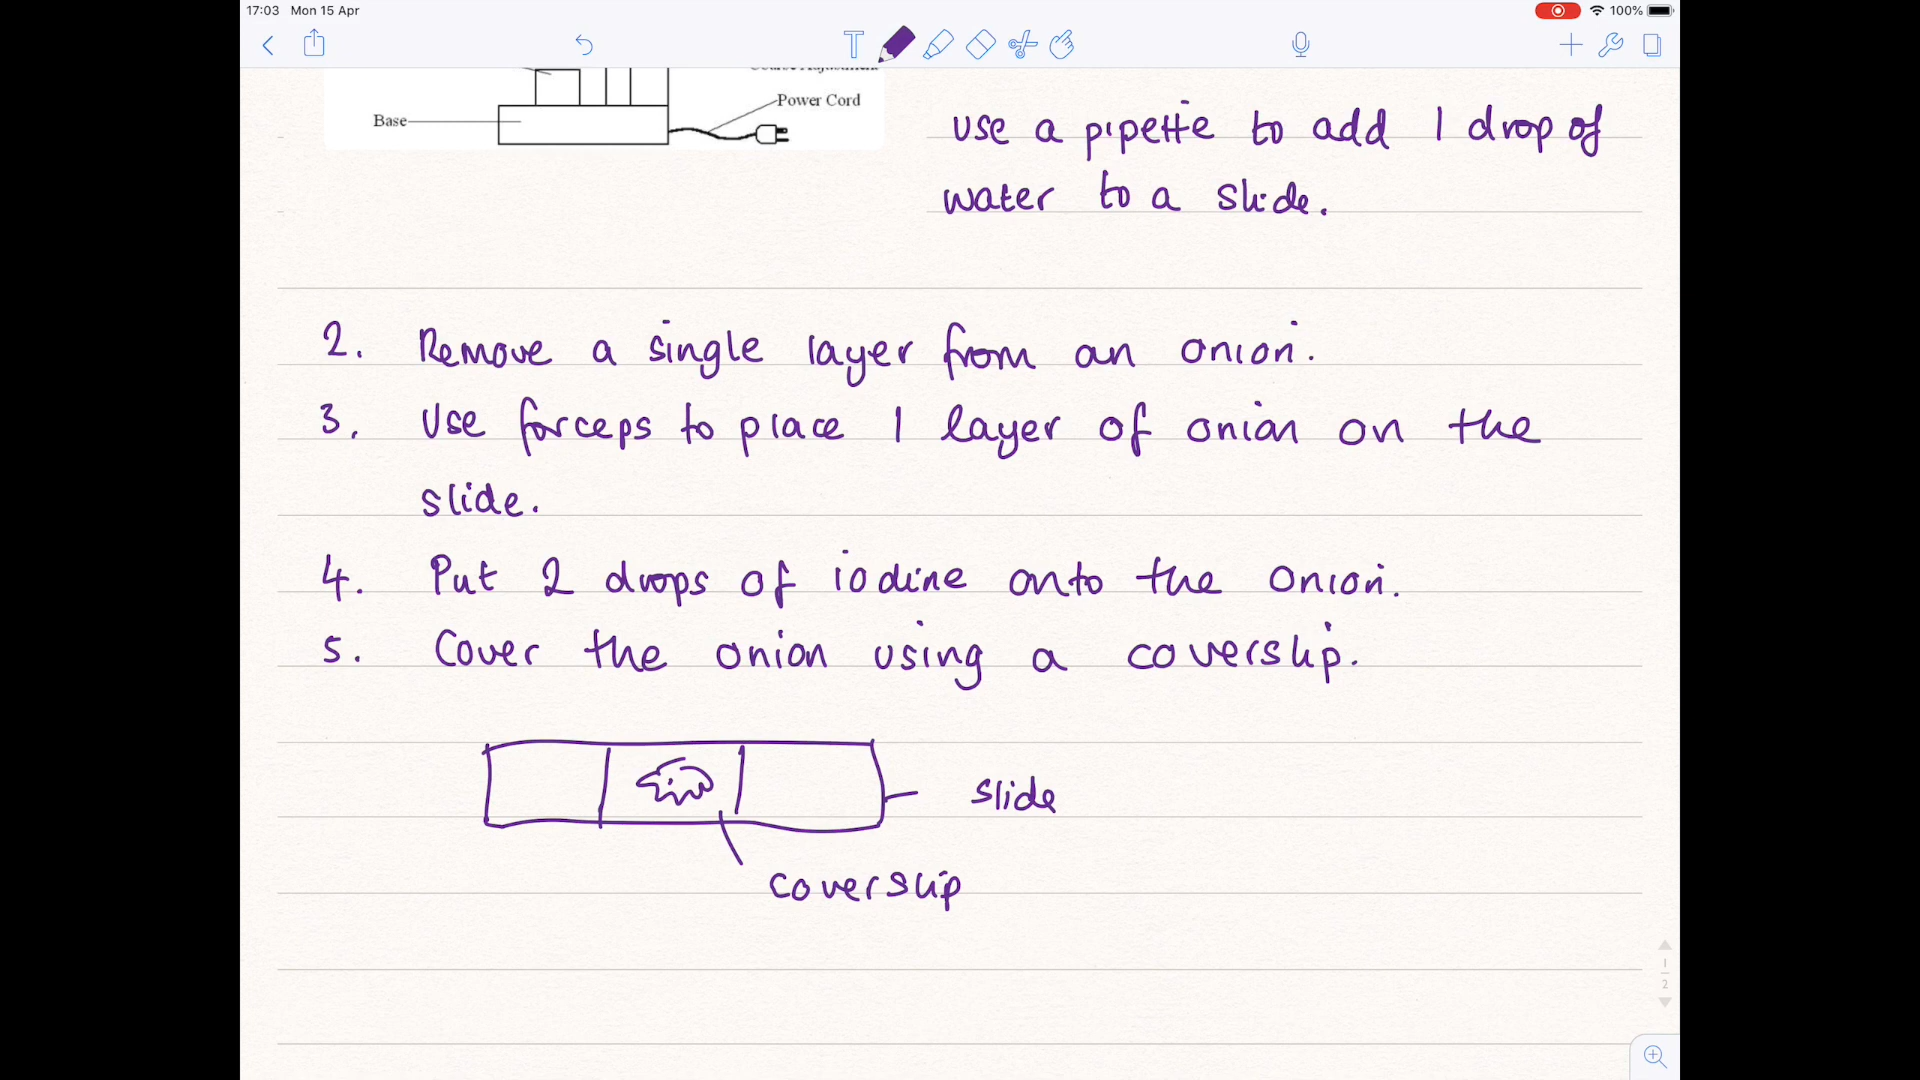 17:03 Mon 15 Apr
100%
T
Power Cord
Base
Use a pipette to add 1 drop of
water to a slide.
2. Remove a single layer from an onion.
3. Use forceps to place 1 layer of onion on the
slide.
4. Put 2 drops of iodine onto the onion.
5. Cover the onion using a coverslip.
slide
coverslip
1
2